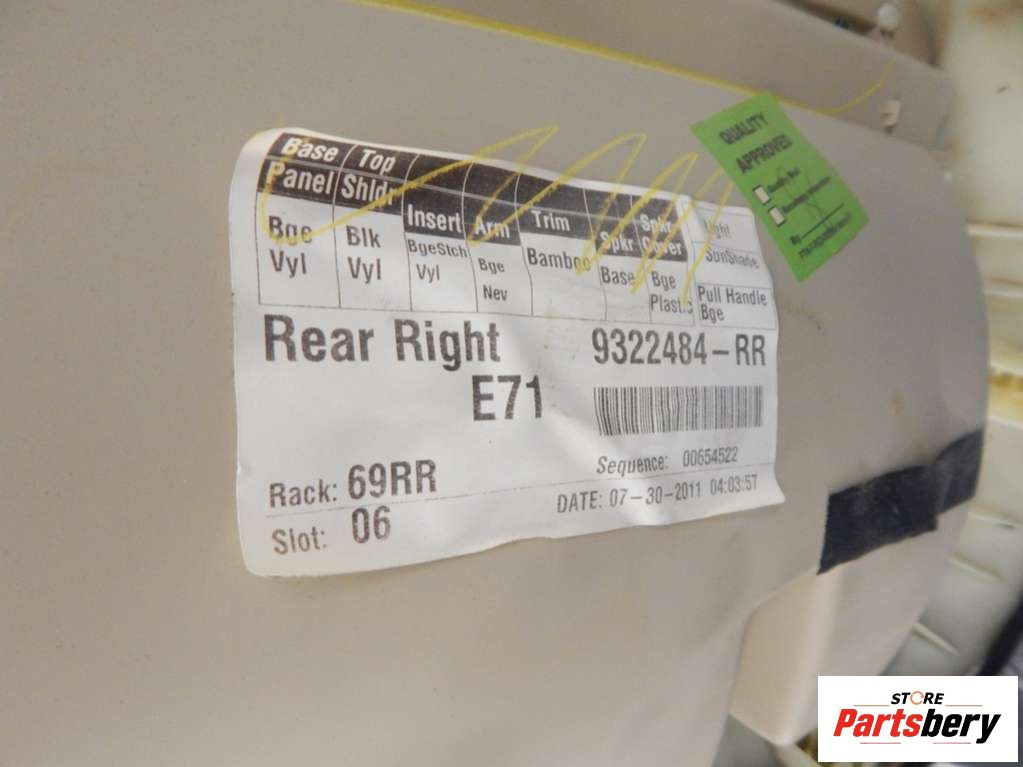 Base Top
Panel Shldr Insert Arm Trim Spkr Spkr
Cover
Bge
Vyl
Blk
Vyl
BgeStch
Vyl
Bge
Nev
Bamboo
Base
Bge
Plastic
SunShade
Pull Handle
Bge
Rear Right 9322484-RR
E71
Sequence: 00654522
Rack: 69RR
DATE: 07-30-2011 04:03:57
Slot: 06
QUALITY
APPROVED
By
STORE
Partsbery